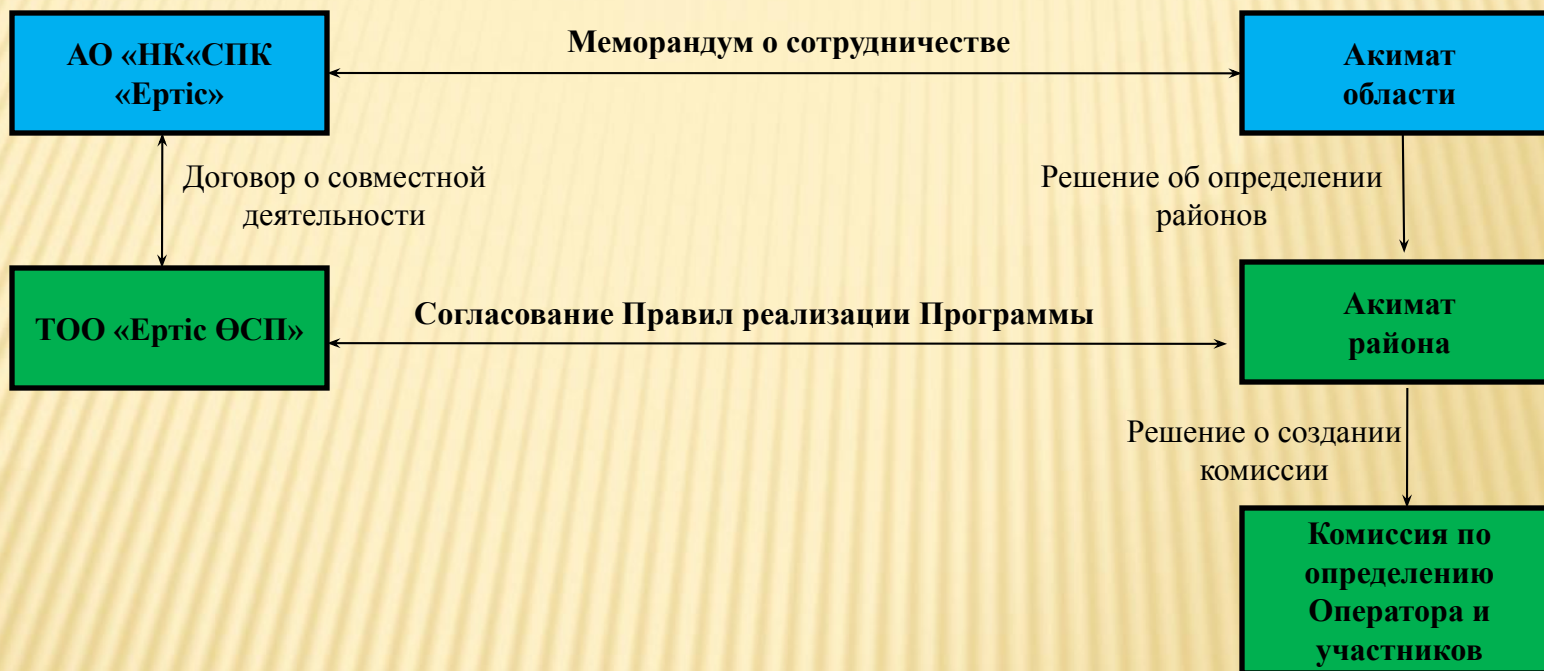 АО «НК«СПК
«Ертіс»
Меморандум о сотрудничестве
Акимат
области
Договор о совместной
деятельности
Решение об определении
районов
ТОО «Ертіс ӨСП»
Согласование Правил реализации Программы
Акимат
района
Решение о создании
комиссии
Комиссия по
определению
Оператора и
участников